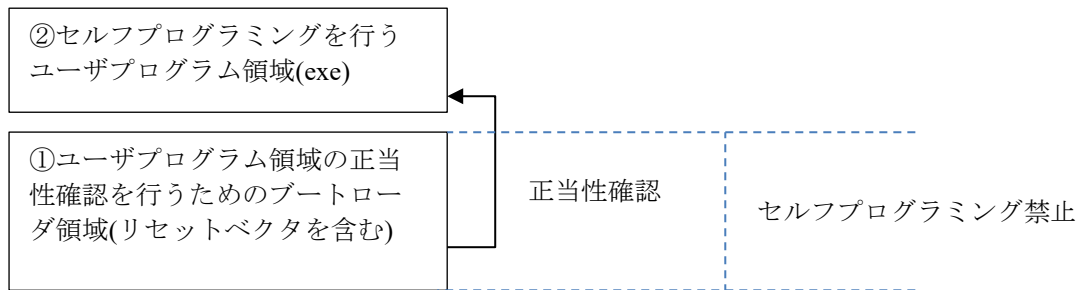 ②セルフプログラミングを行う
ユーザプログラム領域(exe)
①ユーザプログラム領域の正当
性確認を行うためのブートロー
ダ領域(リセットベクタを含む)
正当性確認
セルフプログラミング禁止